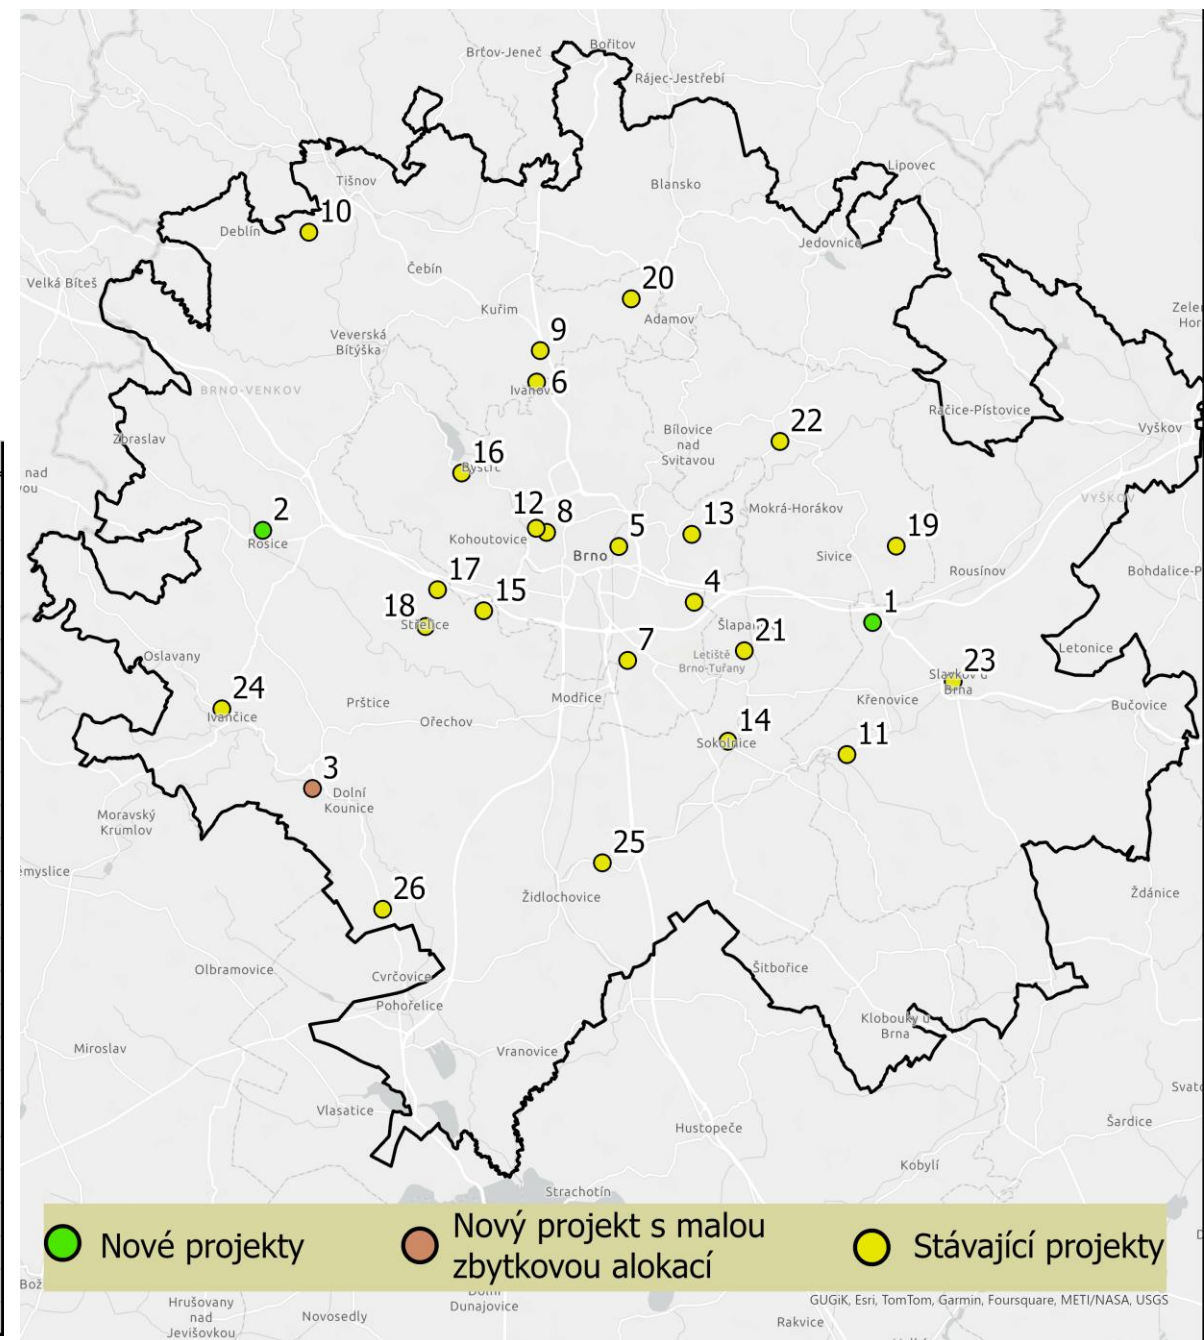 Bořitov
Brťov-Jeneč
Rájec-Jestřebí
Lipovec
Tišnov
Blansko
10
Deblín
Jedovnice
Čebín
Velká Bíteš
20
Kuřim
Adamov
Zelen
Hor
Veverská
Bítýška
9
6
Ivanov
BRNO-VENKOV
Račice-Pístovice
Zbraslav
Bílovice
nad
Svitavou
22
Vyškov
16
Bystrc
nad
vou
VYŠKOV
2
Rosice
12
8
Kohoutovice
5
Brno
13
Mokrá-Horákov
19
Sivice
Rousínov
Bohdalice-P
17
15
4
1
18
Střelice
Šlapan
21
Letiště
Brno-Tuřany
7
Oslavany
Letonice
23
Slavkov u
Brna
24
Ivančice
Prštice
Ořechov
Modřice
Křenovice
Bučovice
14
Sokolnice
11
3
Dolní
Kounice
Moravský
Krumlov
emyslice
25
Židlochovice
Ždánice
26
Olbramovice
Cvrčovice
Šitbořice
Pohořelice
Klobouky u
Brna
Miroslav
Vranovice
Vlasatice
Hustopeče
Svato
Šardice
Kobylí
Strachotín
Nové projekty
Nový projekt s malou
zbytkovou alokací
Stávající projekty
Bož
Dolní
Dunajovice
GUGiK, Esri, TomTom, Garmin, Foursquare, METI/NASA, USGS
Hrušovany
nad
Jevišovkou
Novosedly
Rakvice